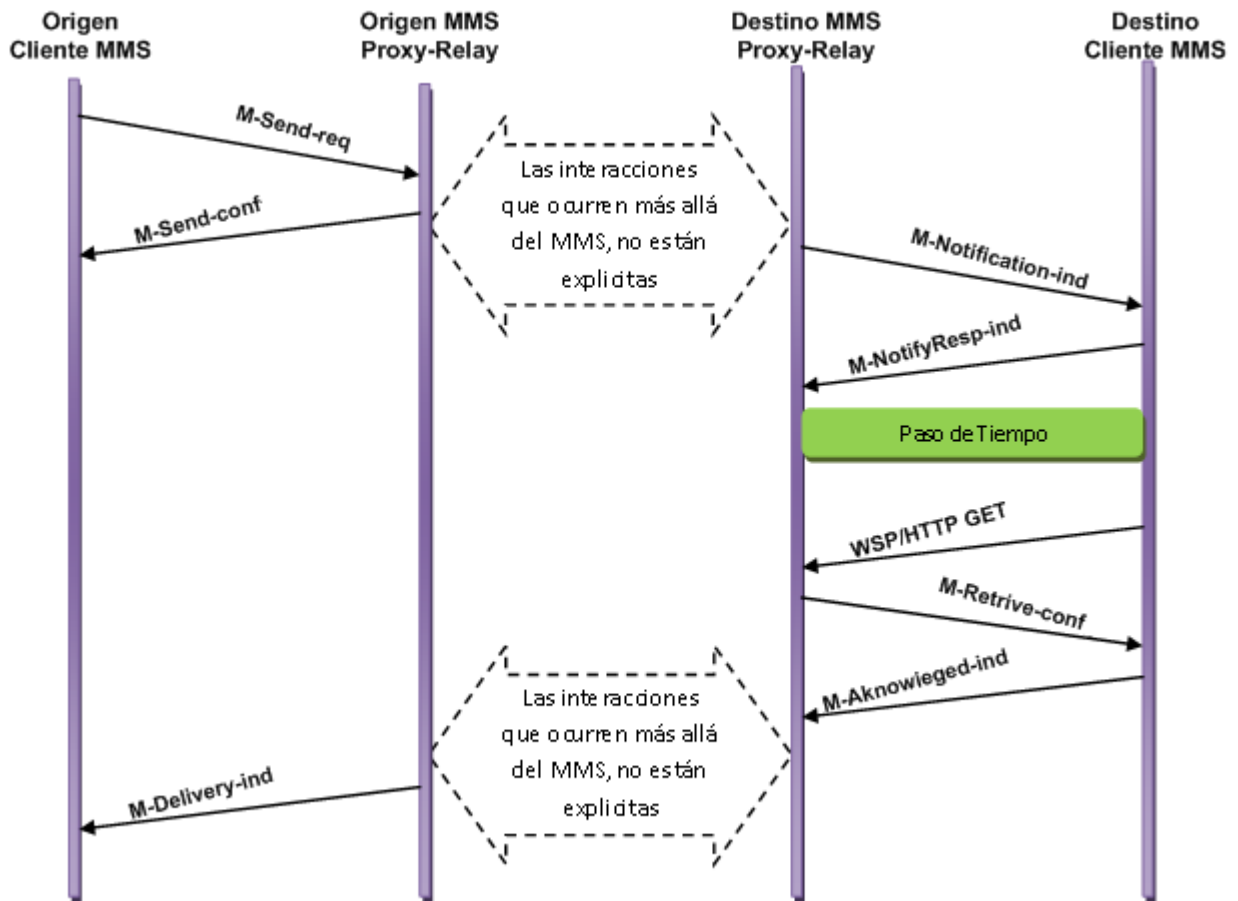 Origen
Cliente MMS
Origen MMS
Proxy-Relay
Destino MMS
Proxy-Relay
Destino
Cliente MMS
M-Send-req
M-Send-conf
Las interacciones
que ocurren más allá
del MMS, no están
explicitas
M-Notification-ind
M-NotifyResp-ind
Paso de Tiempo
WSP/HTTP GET
M-Retrive-conf
M-Aknowieged-ind
Las interacciones
que ocurren más allá
del MMS, no están
explicitas
M-Delivery-ind